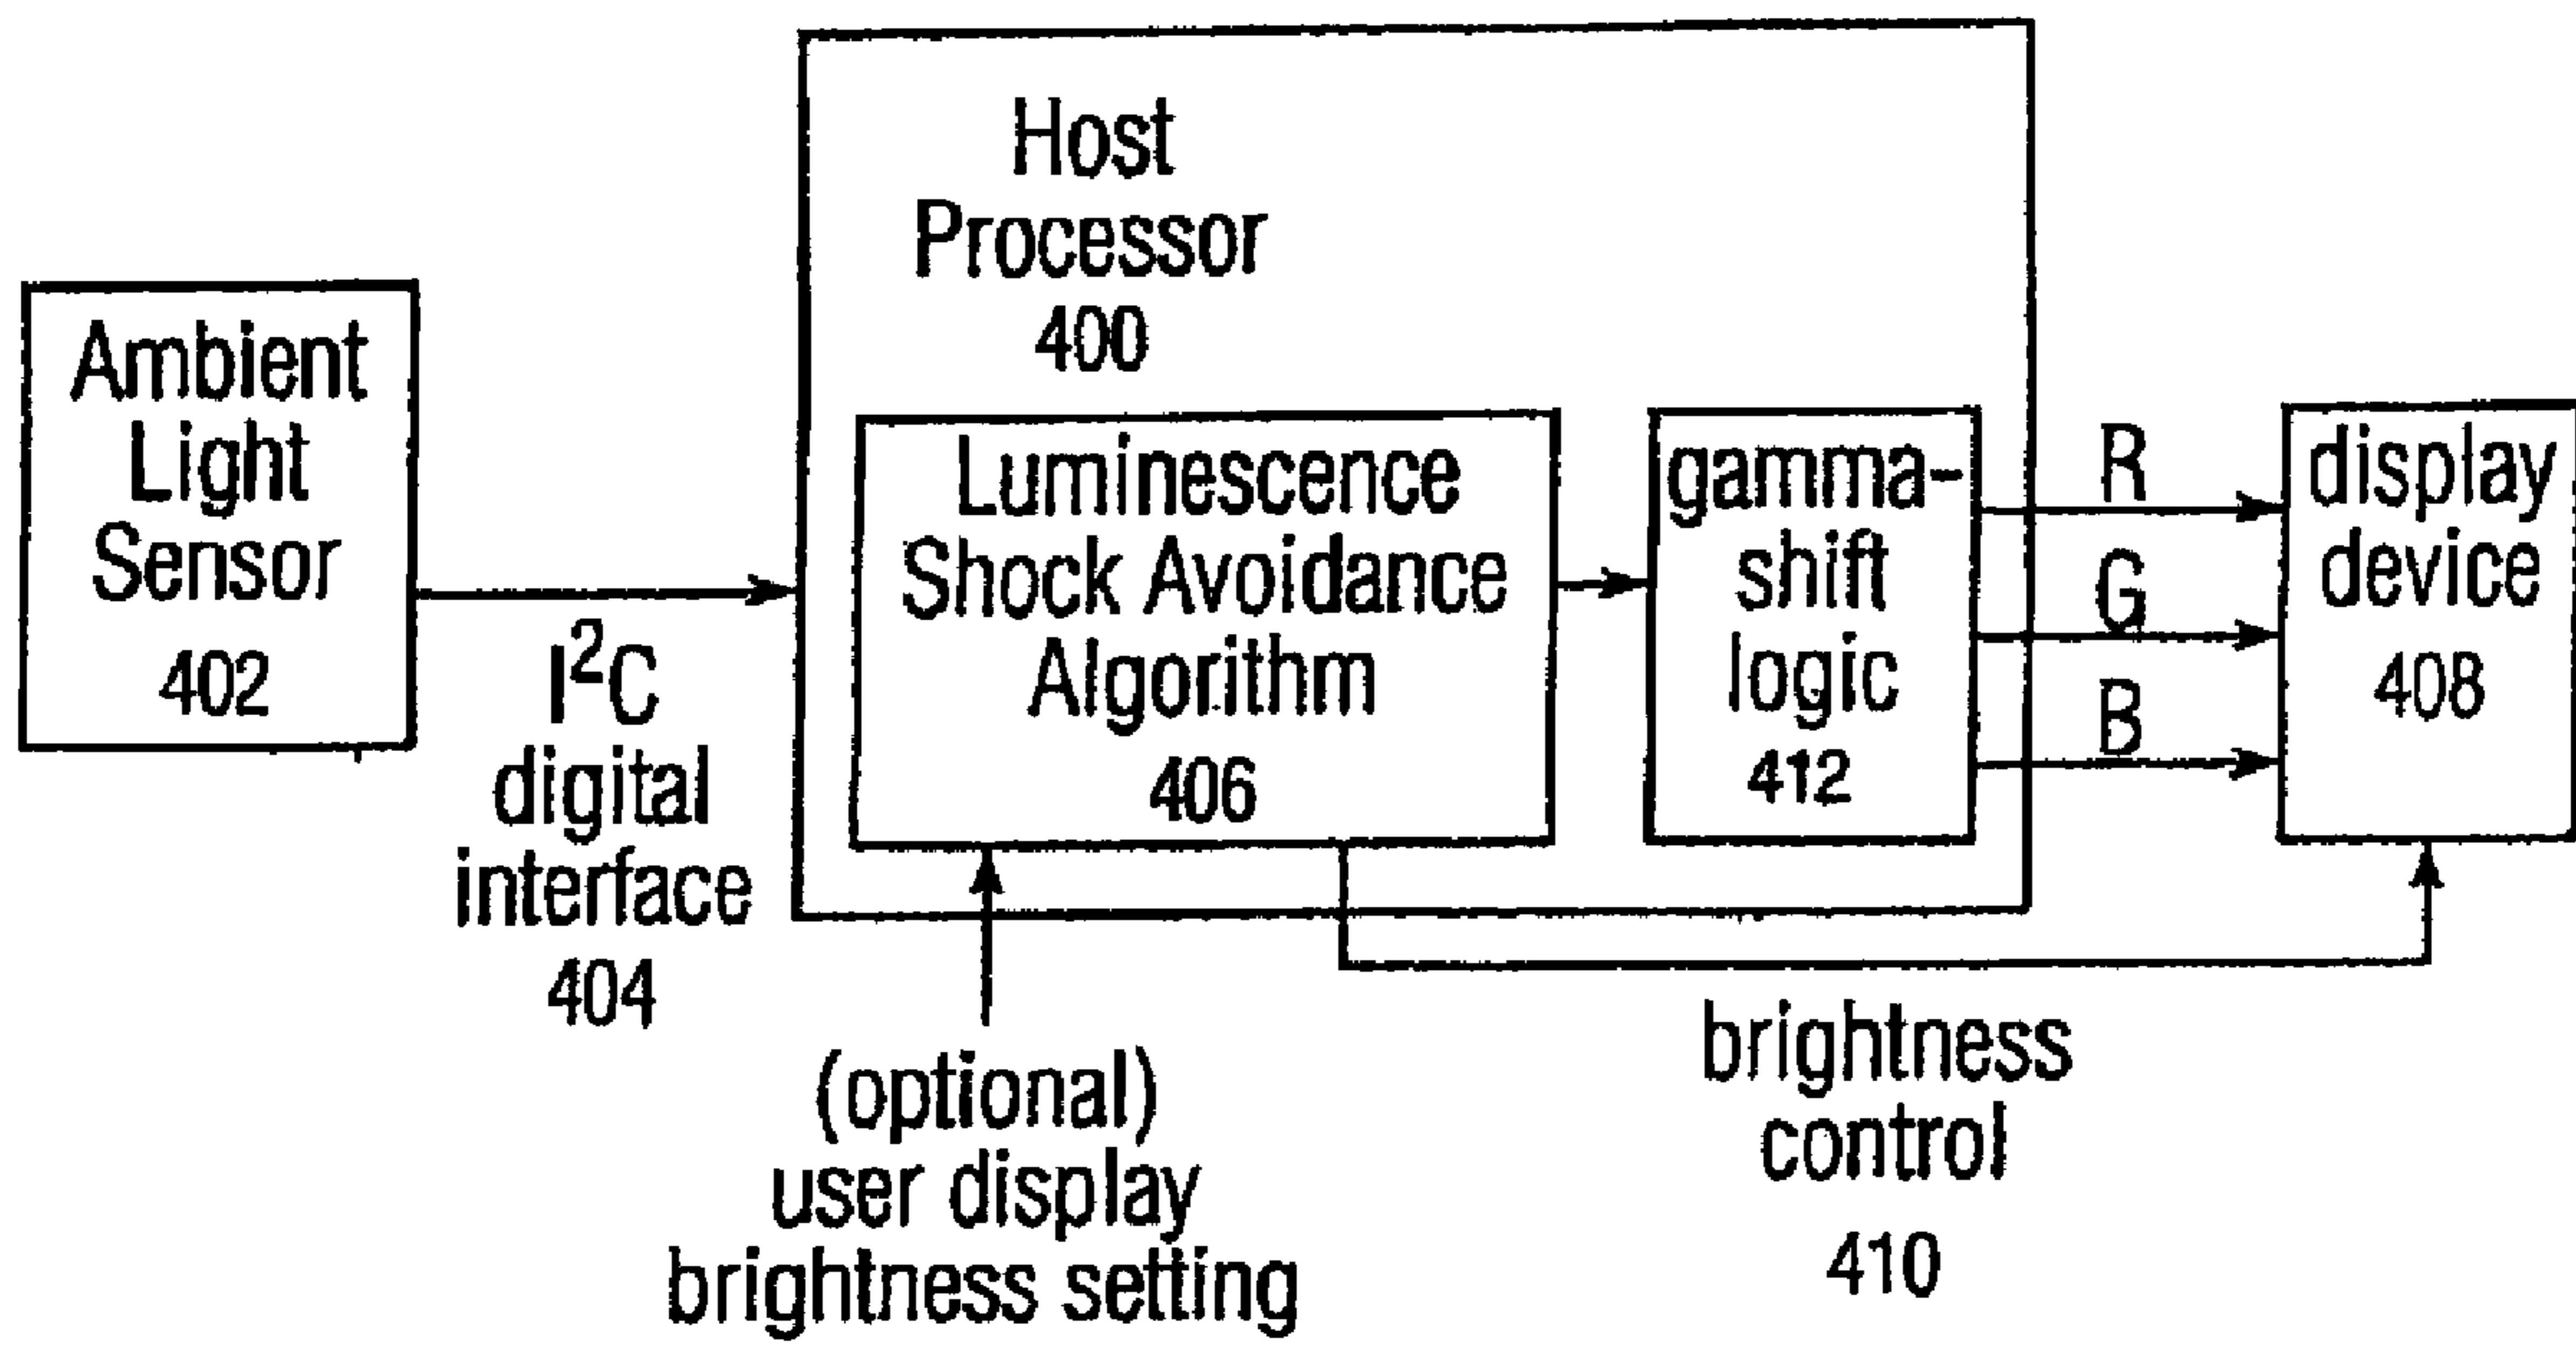 Host
Processor
400
Ambient
Light
Sensor
402
I²C
digital
interface
404
Luminescence
Shock Avoidance
Algorithm
406
gamma-
shift
logic
412
R
G
B
display
device
408
(optional)
user display
brightness setting
brightness
control
410